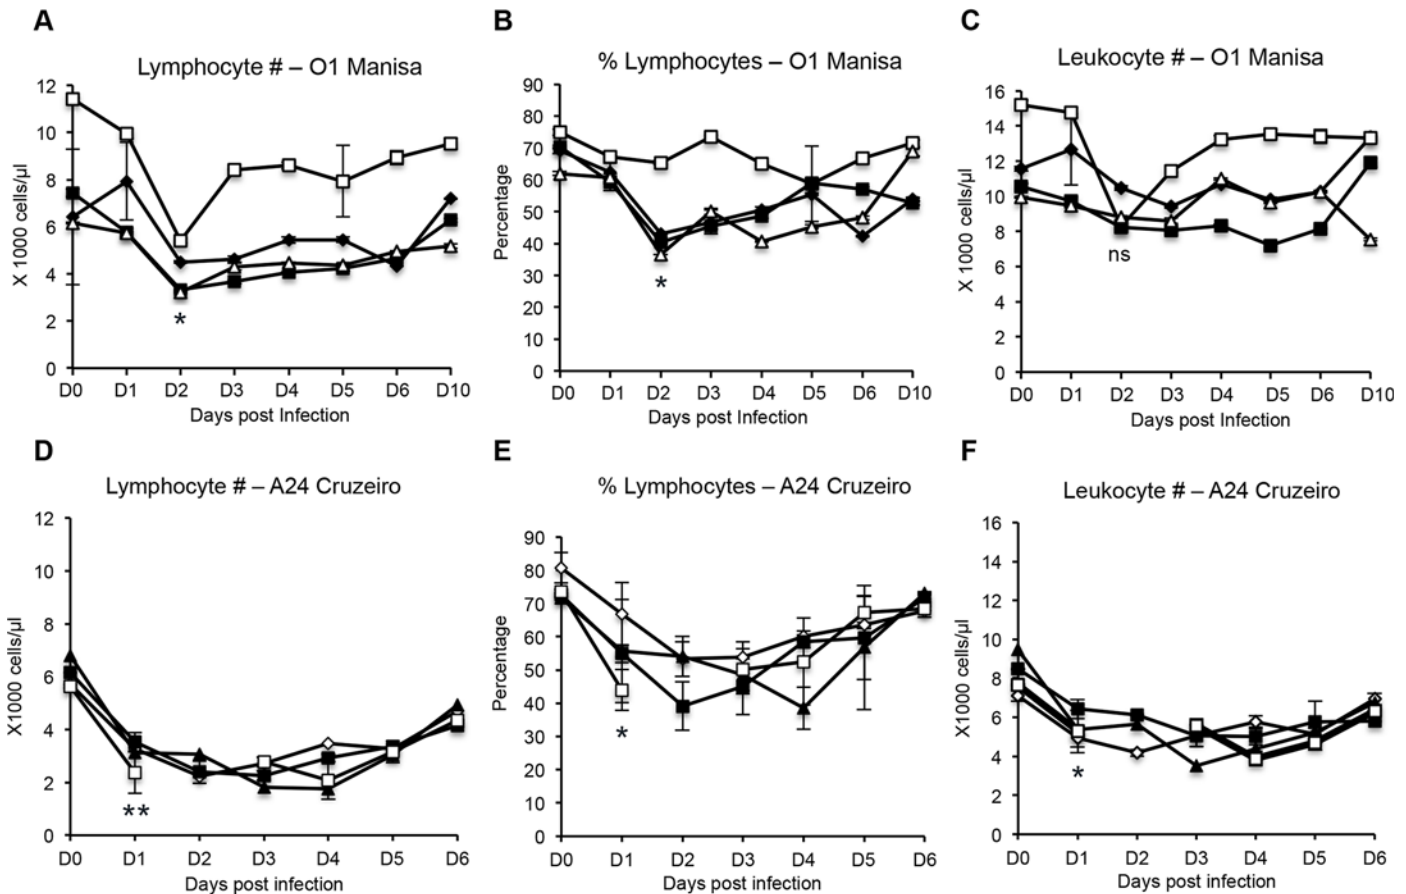 A
Lymphocyte # – O1 Manisa
X 1000 cells/µl
12
10
8
6
4
2
0
D0 D1 D2 D3 D4 D5 D6 D10
*
Days post Infection
B
% Lymphocytes – O1 Manisa
Percentage
90
80
70
60
50
40
30
20
10
0
D0 D1 D2 D3 D4 D5 D6 D10
*
Days post Infection
C
Leukocyte # – O1 Manisa
X 1000 cells/µl
16
14
12
10
8
6
4
2
0
D0 D1 D2 D3 D4 D5 D6 D10
ns
Days post Infection
D
Lymphocyte # – A24 Cruzeiro
X1000 cells/µl
12
10
8
6
4
2
0
D0 D1 D2 D3 D4 D5 D6
**
Days post infection
E
% Lymphocytes – A24 Cruzeiro
Percentage
90
80
70
60
50
40
30
20
10
0
D0 D1 D2 D3 D4 D5 D6
*
Days post infection
F
Leukocyte # – A24 Cruzeiro
X1000 cells/µl
16
14
12
10
8
6
4
2
0
D0 D1 D2 D3 D4 D5 D6
*
Days post infection